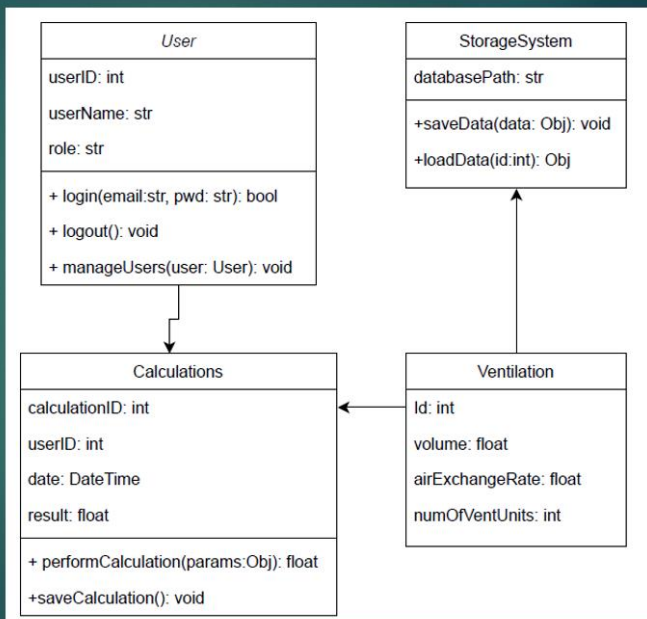 User
userID: int
userName: str
role: str
+ login(email:str, pwd: str): bool
+ logout(): void
+ manageUsers(user: User): void
StorageSystem
databasePath: str
+saveData(data: Obj): void
+loadData(id:int): Obj
Calculations
calculationID: int
userID: int
date: DateTime
result: float
+ performCalculation(params:Obj): float
+saveCalculation(): void
Ventilation
Id: int
volume: float
airExchangeRate: float
numOfVentUnits: int